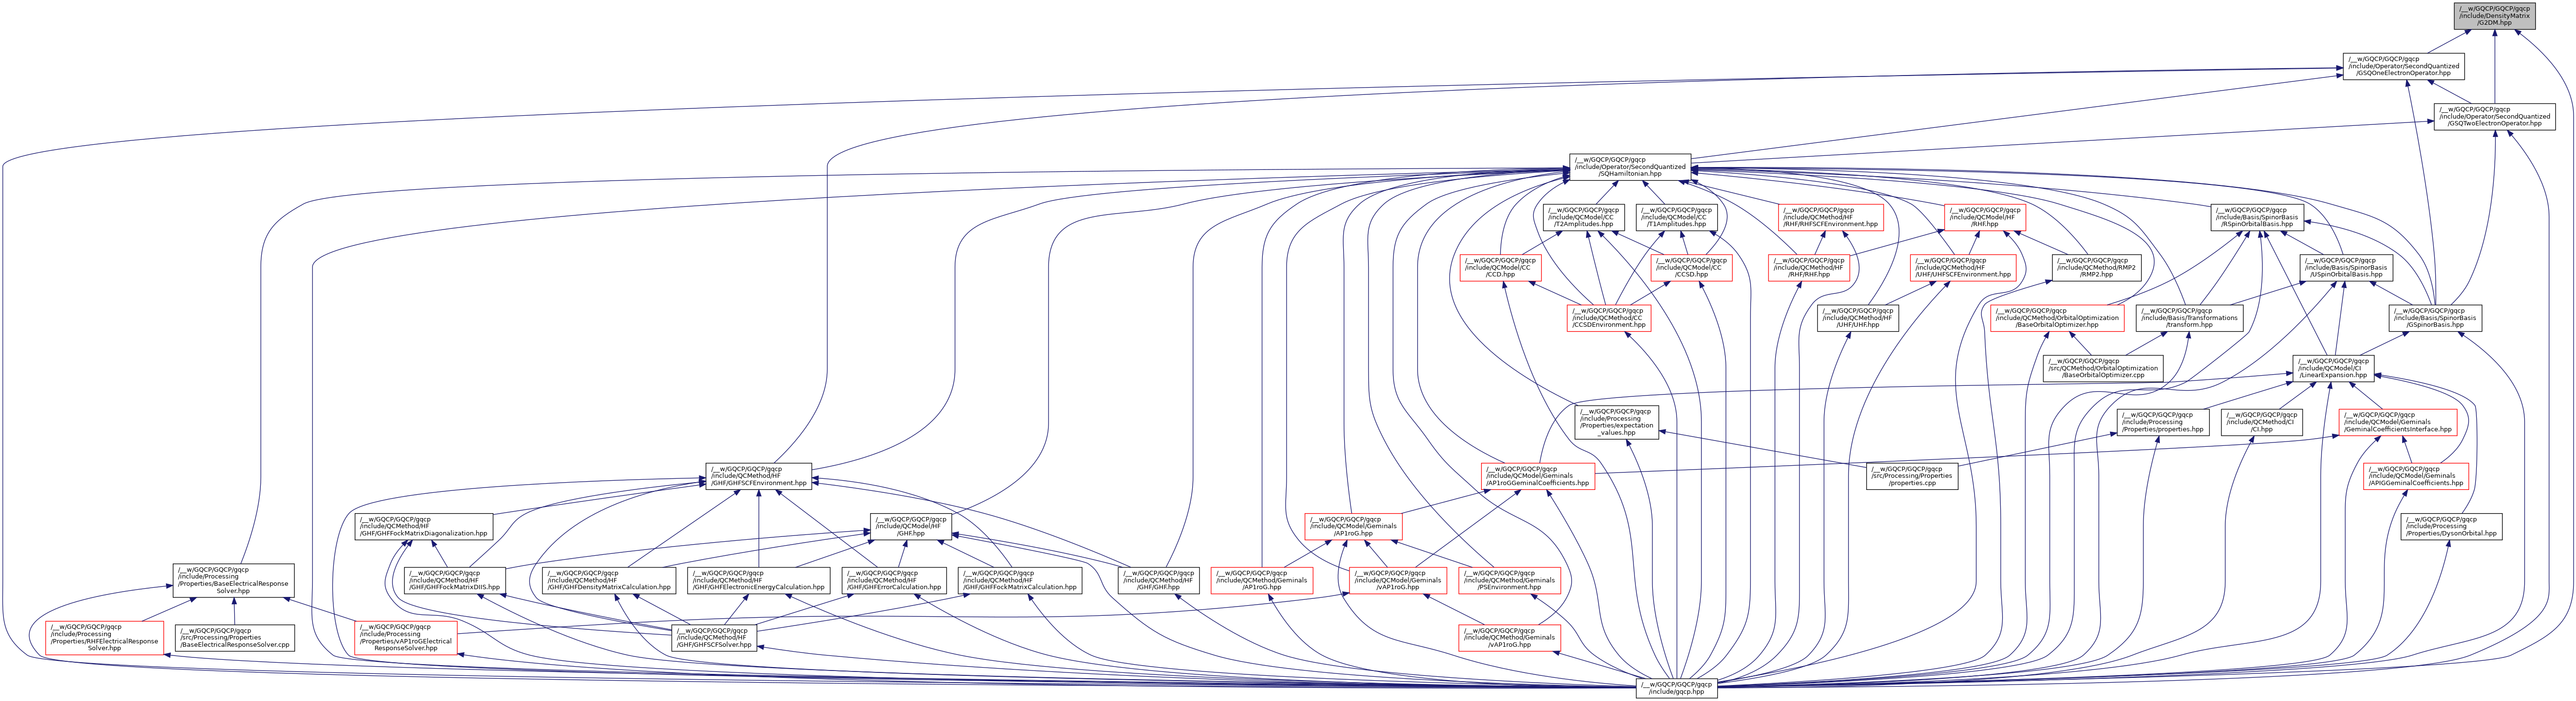 /__w/GQCP/GQCP/gqcp
/include/DensityMatrix
/G2DM.hpp
/__w/GQCP/GQCP/gqcp
/include/Operator/SecondQuantized
/GSQOneElectronOperator.hpp
/__w/GQCP/GQCP/gqcp
/include/Operator/SecondQuantized
/GSQTwoElectronOperator.hpp
/__w/GQCP/GQCP/gqcp
/include/Operator/SecondQuantized
/SQHamiltonian.hpp
/__w/GQCP/GQCP/gqcp
/include/QCModel/CC
/T2Amplitudes.hpp
/__w/GQCP/GQCP/gqcp
/include/QCModel/CC
/T1Amplitudes.hpp
/__w/GQCP/GQCP/gqcp
/include/QCMethod/HF
/RHF/RHFSCFEnvironment.hpp
/__w/GQCP/GQCP/gqcp
/include/QCModel/HF
/RHF.hpp
/__w/GQCP/GQCP/gqcp
/include/Basis/SpinorBasis
/RSpinOrbitalBasis.hpp
/__w/GQCP/GQCP/gqcp
/include/QCModel/CC
/CCD.hpp
/__w/GQCP/GQCP/gqcp
/include/QCModel/CC
/CCSD.hpp
/__w/GQCP/GQCP/gqcp
/include/QCMethod/HF
/RHF/RHF.hpp
/__w/GQCP/GQCP/gqcp
/include/QCMethod/HF
/UHF/UHFSCFEnvironment.hpp
/__w/GQCP/GQCP/gqcp
/include/QCMethod/RMP2
/RMP2.hpp
/__w/GQCP/GQCP/gqcp
/include/Basis/SpinorBasis
/USpinOrbitalBasis.hpp
/__w/GQCP/GQCP/gqcp
/include/QCMethod/CC
/CCSDEnvironment.hpp
/__w/GQCP/GQCP/gqcp
/include/QCMethod/HF
/UHF/UHF.hpp
/__w/GQCP/GQCP/gqcp
/include/QCMethod/OrbitalOptimization
/BaseOrbitalOptimizer.hpp
/__w/GQCP/GQCP/gqcp
/include/Basis/Transformations
/transform.hpp
/__w/GQCP/GQCP/gqcp
/include/Basis/SpinorBasis
/GSpinorBasis.hpp
/__w/GQCP/GQCP/gqcp
/src/QCMethod/OrbitalOptimization
/BaseOrbitalOptimizer.cpp
/__w/GQCP/GQCP/gqcp
/include/QCModel/CI
/LinearExpansion.hpp
/__w/GQCP/GQCP/gqcp
/include/Processing
/Properties/expectation
_values.hpp
/__w/GQCP/GQCP/gqcp
/include/Processing
/Properties/properties.hpp
/__w/GQCP/GQCP/gqcp
/include/QCMethod/CI
/CI.hpp
/__w/GQCP/GQCP/gqcp
/include/QCModel/Geminals
/GeminalCoefficientsInterface.hpp
/__w/GQCP/GQCP/gqcp
/include/QCMethod/HF
/GHF/GHFSCFEnvironment.hpp
/__w/GQCP/GQCP/gqcp
/include/QCModel/Geminals
/AP1roGGeminalCoefficients.hpp
/__w/GQCP/GQCP/gqcp
/src/Processing/Properties
/properties.cpp
/__w/GQCP/GQCP/gqcp
/include/QCModel/Geminals
/APIGGeminalCoefficients.hpp
/__w/GQCP/GQCP/gqcp
/include/QCMethod/HF
/GHF/GHFFockMatrixDiagonalization.hpp
/__w/GQCP/GQCP/gqcp
/include/QCModel/HF
/GHF.hpp
/__w/GQCP/GQCP/gqcp
/include/QCModel/Geminals
/AP1roG.hpp
/__w/GQCP/GQCP/gqcp
/include/Processing
/Properties/DysonOrbital.hpp
/__w/GQCP/GQCP/gqcp
/include/Processing
/Properties/BaseElectricalResponse
Solver.hpp
/__w/GQCP/GQCP/gqcp
/include/QCMethod/HF
/GHF/GHFFockMatrixDIIS.hpp
/__w/GQCP/GQCP/gqcp
/include/QCMethod/HF
/GHF/GHFDensityMatrixCalculation.hpp
/__w/GQCP/GQCP/gqcp
/include/QCMethod/HF
/GHF/GHFElectronicEnergyCalculation.hpp
/__w/GQCP/GQCP/gqcp
/include/QCMethod/HF
/GHF/GHFErrorCalculation.hpp
/__w/GQCP/GQCP/gqcp
/include/QCMethod/HF
/GHF/GHFFockMatrixCalculation.hpp
/__w/GQCP/GQCP/gqcp
/include/QCMethod/HF
/GHF/GHF.hpp
/__w/GQCP/GQCP/gqcp
/include/QCMethod/Geminals
/AP1roG.hpp
/__w/GQCP/GQCP/gqcp
/include/QCModel/Geminals
/vAP1roG.hpp
/__w/GQCP/GQCP/gqcp
/include/QCMethod/Geminals
/PSEnvironment.hpp
/__w/GQCP/GQCP/gqcp
/include/Processing
/Properties/RHFElectricalResponse
Solver.hpp
/__w/GQCP/GQCP/gqcp
/src/Processing/Properties
/BaseElectricalResponseSolver.cpp
/__w/GQCP/GQCP/gqcp
/include/Processing
/Properties/vAP1roGElectrical
ResponseSolver.hpp
/__w/GQCP/GQCP/gqcp
/include/QCMethod/HF
/GHF/GHFSCFSolver.hpp
/__w/GQCP/GQCP/gqcp
/include/QCMethod/Geminals
/vAP1roG.hpp
/__w/GQCP/GQCP/gqcp
/include/gqcp.hpp